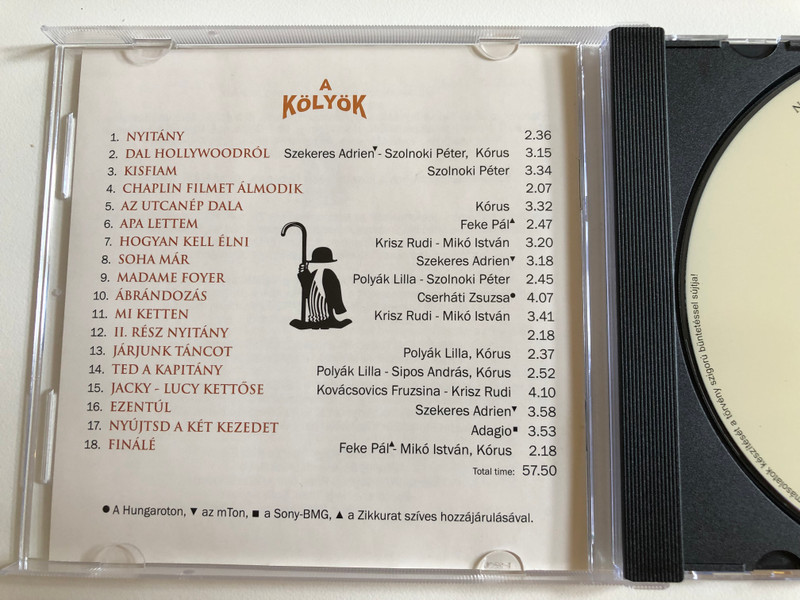 A
KÖLYÖK
1. NYITÁNY 2.36
2. DAL HOLLYWOODRÓL Szekeres Adrien▼- Szolnoki Péter, Kórus 3.15
3. KISFIAM Szolnoki Péter 3.34
4. CHAPLIN FILMET ÁLMODIK 2.07
5. AZ UTCANÉP DALA Kórus 3.32
6. APA LETTEM Feke Pál▲ 2.47
7. HOGYAN KELL ÉLNI Krisz Rudi - Mikó István 3.20
8. SOHA MÁR Szekeres Adrien▼ 3.18
9. MADAME FOYER Polyák Lilla - Szolnoki Péter 2.45
10. ÁBRÁNDOZÁS Cserháti Zsuzsa● 4.07
11. MI KETTEN Krisz Rudi - Mikó István 3.41
12. II. RÉSZ NYITÁNY 2.18
13. JÁRJUNK TÁNCOT Polyák Lilla, Kórus 2.37
14. TED A KAPITÁNY Polyák Lilla - Sipos András, Kórus 2.52
15. JACKY - LUCY KETTŐSE Kovácsovics Fruzsina - Krisz Rudi 4.10
16. EZENTÚL Szekeres Adrien▼ 3.58
17. NYÚJTSD A KÉT KEZEDET Adagio■ 3.53
18. FINÁLÉ Feke Pál▲- Mikó István, Kórus 2.18
Total time: 57.50
● A Hungaroton, ▼ az mTon, ■ a Sony-BMG, ▲ a Zikkurat szíves hozzájárulásával.
másolatok készítését a törvény szigorú büntetéssel sújtja!